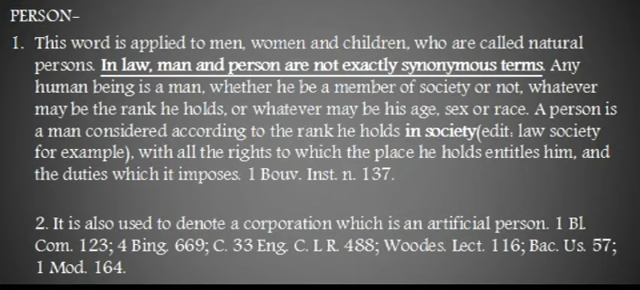 PERSON-
1. This word is applied to men, women and children, who are called natural
persons. In law, man and person are not exactly synonymous terms. Any
human being is a man, whether he be a member of society or not, whatever
may be the rank he holds, or whatever may be his age, sex or race. A person is
a man considered according to the rank he holds in society(edit: law society
for example), with all the rights to which the place he holds entitles him, and
the duties which it imposes. 1 Bouv. Inst. n. 137.
2. It is also used to denote a corporation which is an artificial person. 1 Bl.
Com. 123; 4 Bing. 669; C. 33 Eng. C. L R. 488; Woodes. Lect. 116; Bac. Us. 57;
1 Mod. 164.